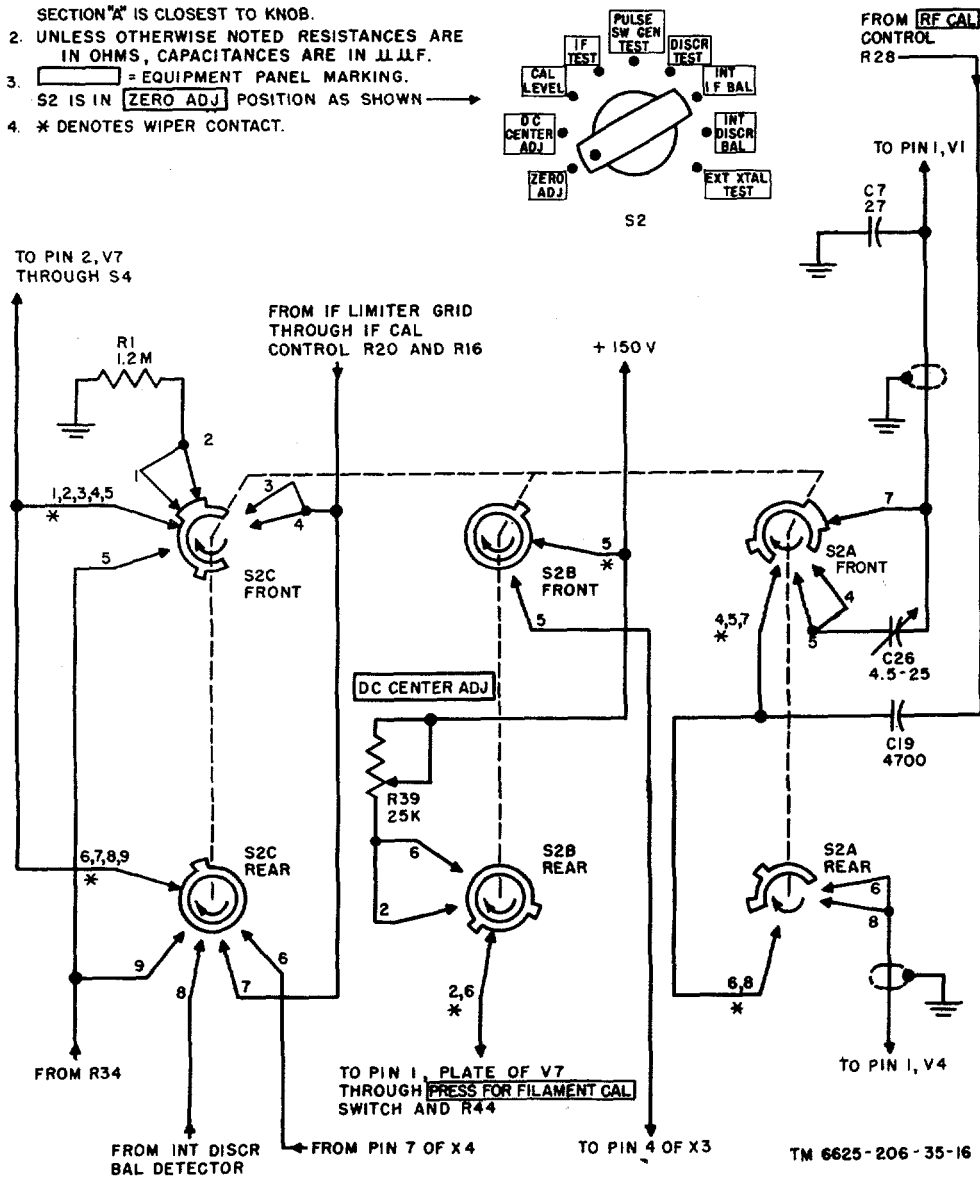 SECTION "A" IS CLOSEST TO KNOB.
2. UNLESS OTHERWISE NOTED RESISTANCES ARE
IN OHMS, CAPACITANCES ARE IN µµF.
3. = EQUIPMENT PANEL MARKING.
S2 IS IN ZERO ADJ POSITION AS SHOWN
4. * DENOTES WIPER CONTACT.
PULSE
SW GEN
TEST
IF
TEST
DISCR
TEST
CAL
LEVEL
INT
I F BAL
DC
CENTER
ADJ
INT
DISCR
BAL
ZERO
ADJ
EXT XTAL
TEST
S2
FROM RF CAL
CONTROL
R28
TO PIN 1, V1
C7
27
TO PIN 2, V7
THROUGH S4
R1
1.2M
FROM IF LIMITER GRID
THROUGH IF CAL
CONTROL R20 AND R16
+ 150 V
2
1
1,2,3,4,5
*
3
4
5
S2C
FRONT
5
*
S2B
FRONT
5
7
S2A
FRONT
4,5,7
*
4
5
C26
4.5-25
DC CENTER ADJ
R39
25K
C19
4700
6,7,8,9
*
S2C
REAR
6
2
S2B
REAR
S2A
REAR
6
8
9
8
7
6
2,6
*
6,8
*
FROM R34
TO PIN 1, PLATE OF V7
THROUGH PRESS FOR FILAMENT CAL
SWITCH AND R44
TO PIN 1, V4
FROM INT DISCR
BAL DETECTOR
FROM PIN 7 OF X4
TO PIN 4 OF X3
TM 6625-206-35-16